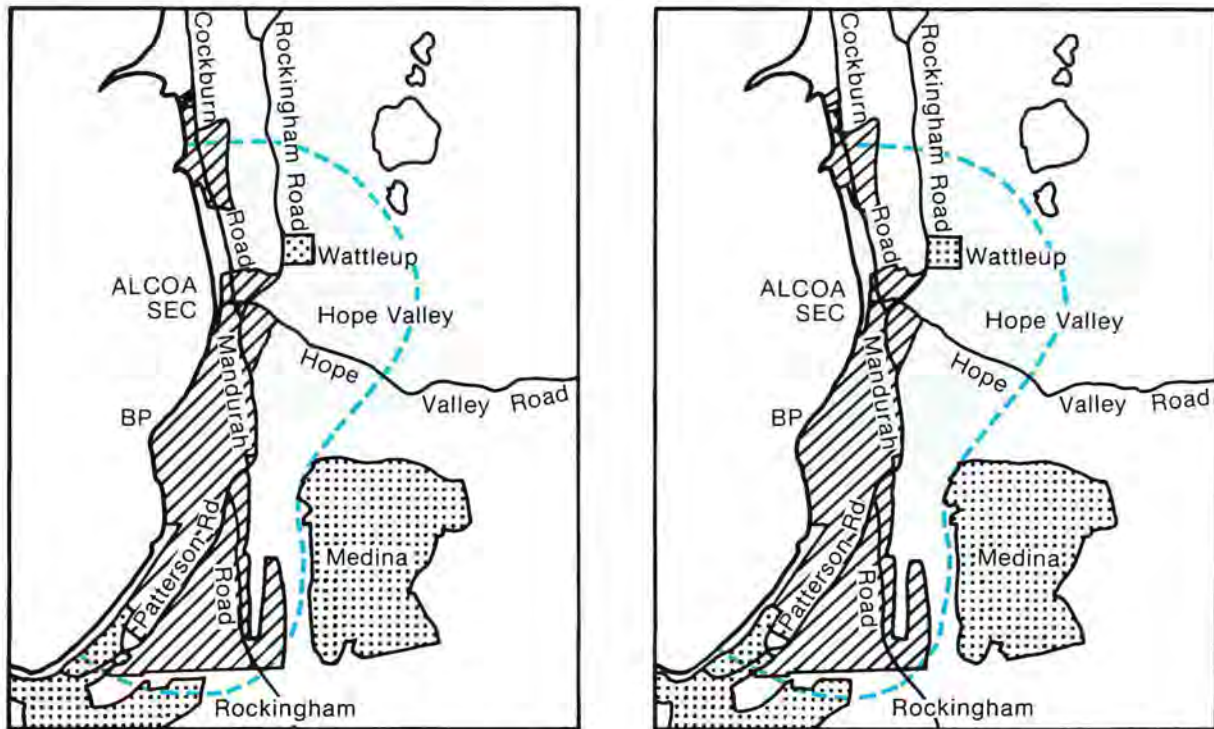 Cockburn
Road
Rockingham Road
Wattleup
ALCOA
SEC
Hope Valley
Mandurah
Road
Hope
Valley Road
BP
Patterson Rd
Medina
Rockingham
Cockburn
Road
Rockingham Road
Wattleup
ALCOA
SEC
Hope Valley
Mandurah
Road
Hope
Valley Road
BP
Patterson Rd
Medina
Rockingham